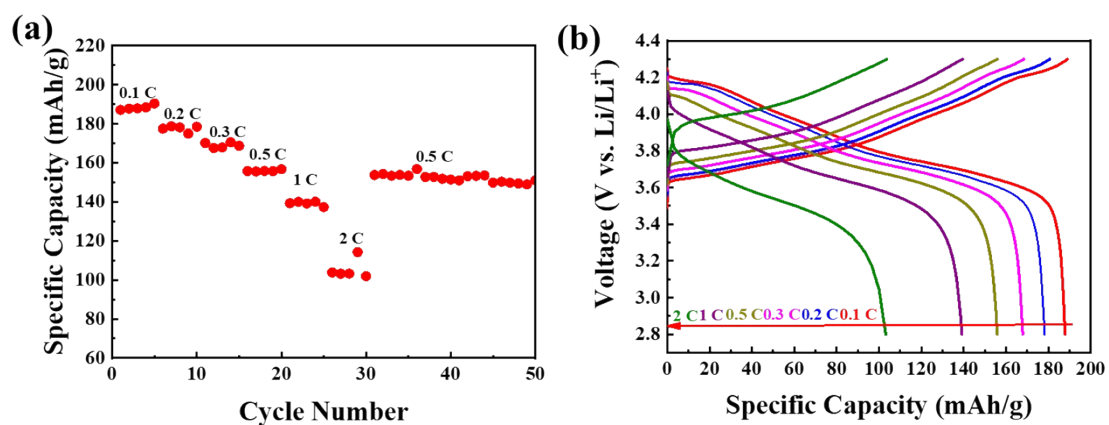 (a)
Specific Capacity (mAh/g)
220
200
180
160
140
120
100
80
60
0.1 C
0.2 C
0.3 C
0.5 C
1 C
2 C
0.5 C
0 10 20 30 40 50
Cycle Number
(b)
Voltage (V vs. Li/Li⁺)
4.4
4.2
4.0
3.8
3.6
3.4
3.2
3.0
2.8
2 C 1 C 0.5 C 0.3 C 0.2 C 0.1 C
0 20 40 60 80 100 120 140 160 180 200
Specific Capacity (mAh/g)